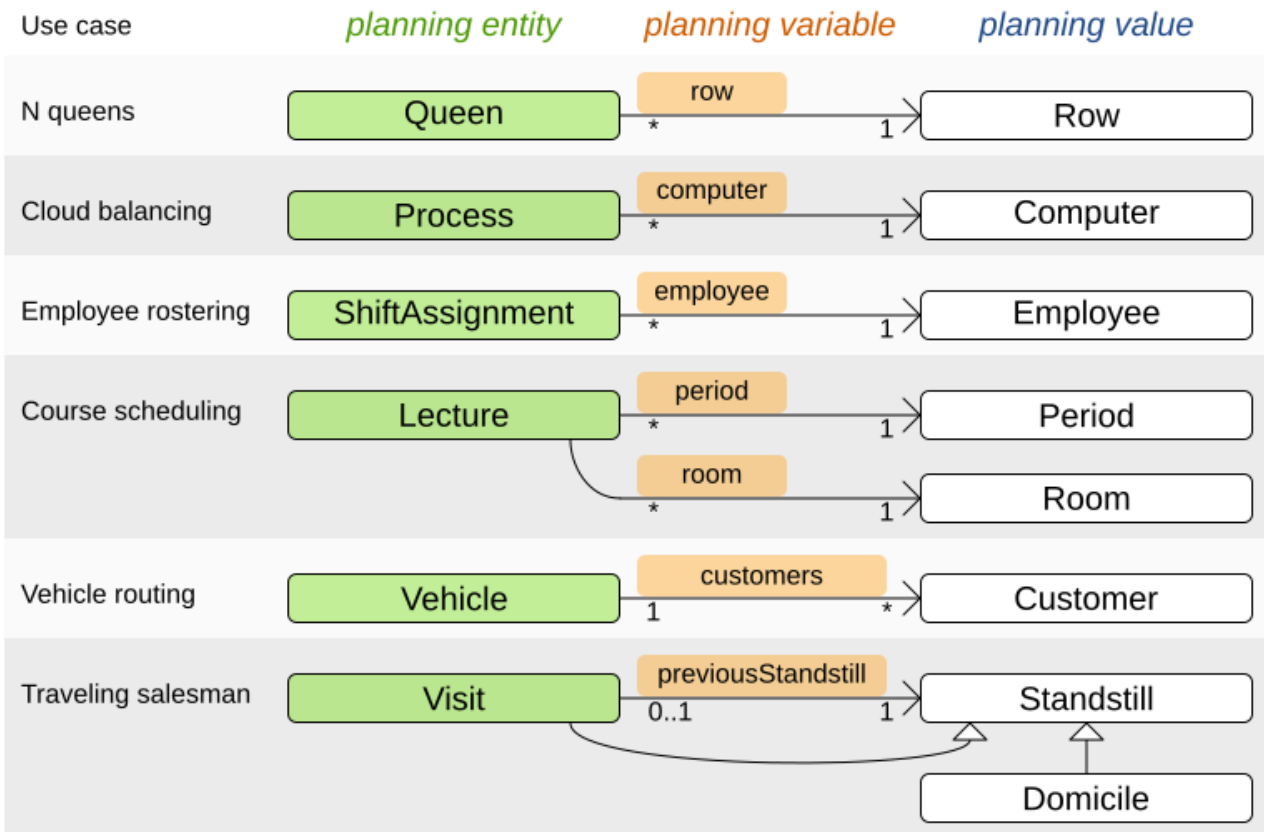 Use case planning entity planning variable planning value
N queens Queen row * 1 Row
Cloud balancing Process computer * 1 Computer
Employee rostering ShiftAssignment employee * 1 Employee
Course scheduling Lecture period * 1 Period
room * 1 Room
Vehicle routing Vehicle customers 1 * Customer
Traveling salesman Visit previousStandstill 0..1 1 Standstill
Domicile